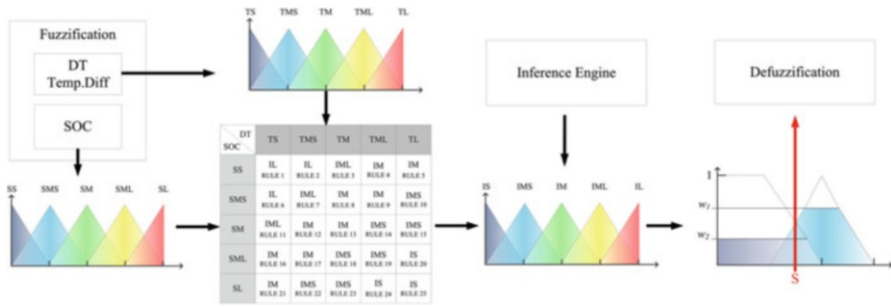 Fuzzification
DT
Temp.Diff
SOC
TS TMS TM TML TL
SS SMS SM SML SL
DT
SOC
TS TMS TM TML TL
SS IL IL IML IM IM
RULE 1 RULE 2 RULE 3 RULE 4 RULE 5
SMS IL IML IM IM IMS
RULE 6 RULE 7 RULE 8 RULE 9 RULE 10
SM IML IM IM IMS IMS
RULE 11 RULE 12 RULE 13 RULE 14 RULE 15
SML IM IM IMS IMS IS
RULE 16 RULE 17 RULE 18 RULE 19 RULE 20
SL IM IMS IMS IS IS
RULE 21 RULE 22 RULE 23 RULE 24 RULE 25
Inference Engine
IS IMS IM IML IL
Defuzzification
1
w1
w2
S